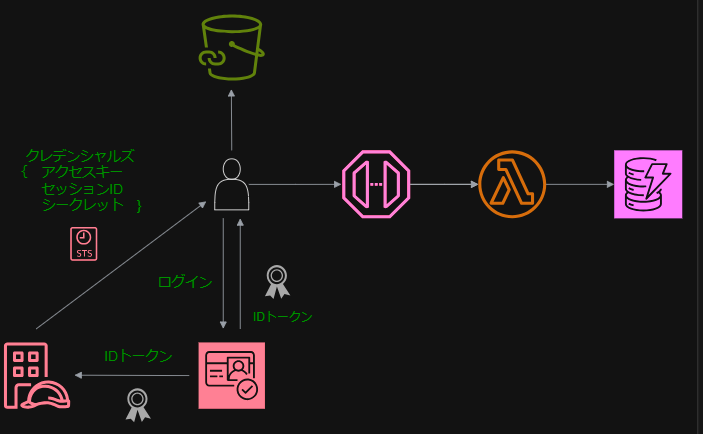 クレデンシャルズ
{ アクセスキー
セッションID
シークレット }
STS
ログイン
IDトークン
IDトークン